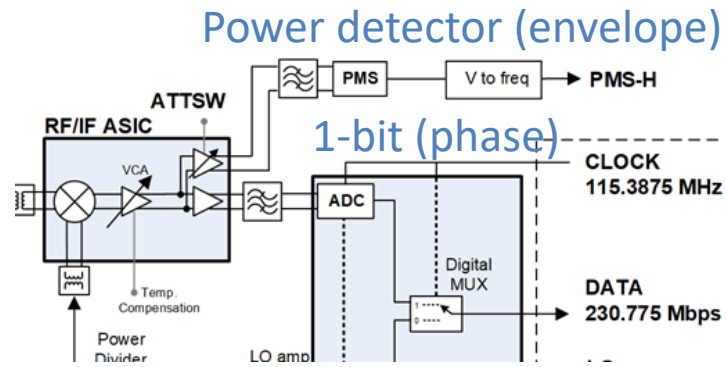 Power detector (envelope)
PMS
V to freq
PMS-H
ATTSW
RF/IF ASIC
1-bit (phase)
VCA
CLOCK
115.3875 MHz
ADC
Digital
MUX
1
0
DATA
230.775 Mbps
Temp.
Compensation
Power
Divider
LO amp